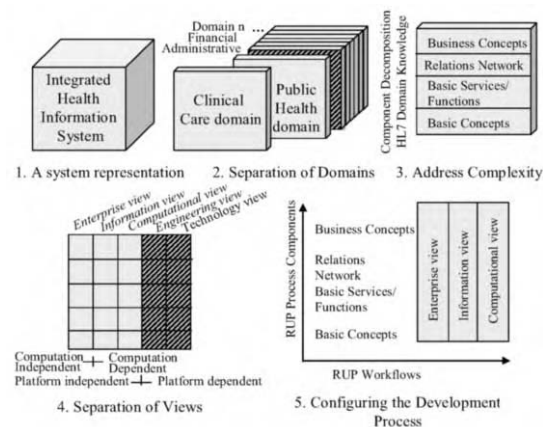 Domain n ...
Financial
Administrative
Integrated
Health
Information
System
Clinical
Care domain
Public
Health
domain
Component Decomposition
HL7 Domain Knowledge
Business Concepts
Relations Network
Basic Services/
Functions
Basic Concepts
1. A system representation
2. Separation of Domains
3. Address Complexity
Enterprise view
Information view
Computational view
Engineering view
Technology view
Computation
Independent
Computation
Dependent
Platform independent
Platform dependent
4. Separation of Views
RUP Process Components
Business Concepts
Relations
Network
Basic Services/
Functions
Basic Concepts
Enterprise view
Information view
Computational view
RUP Workflows
5. Configuring the Development
Process